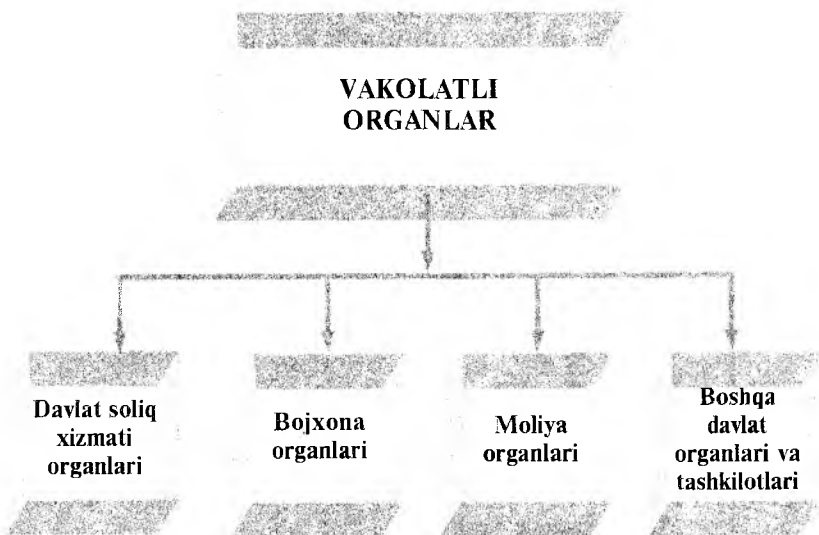 VAKOLATLI
ORGANLAR
Davlat soliq
xizmati
organlari
Bojxona
organlari
Moliya
organlari
Boshqa
davlat
organlari va
tashkilotlari